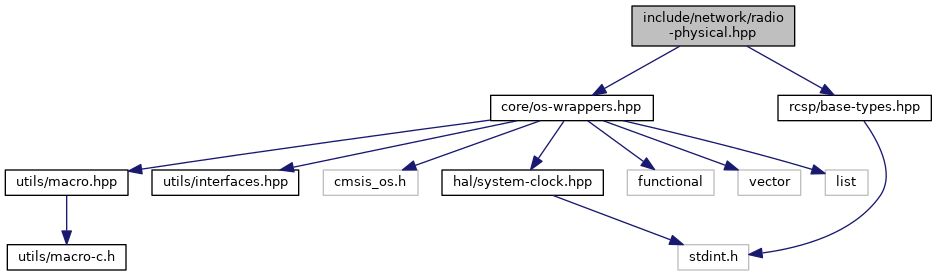 include/network/radio
-physical.hpp
core/os-wrappers.hpp
rcsp/base-types.hpp
utils/macro.hpp
utils/interfaces.hpp
cmsis_os.h
hal/system-clock.hpp
functional
vector
list
utils/macro-c.h
stdint.h